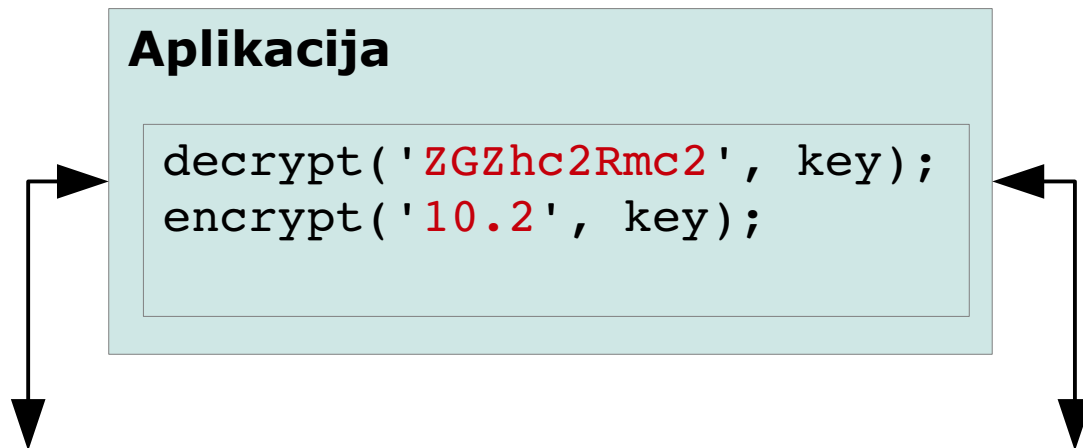 Aplikacija
decrypt('ZGZhc2Rmc2', key);
encrypt('10.2', key);